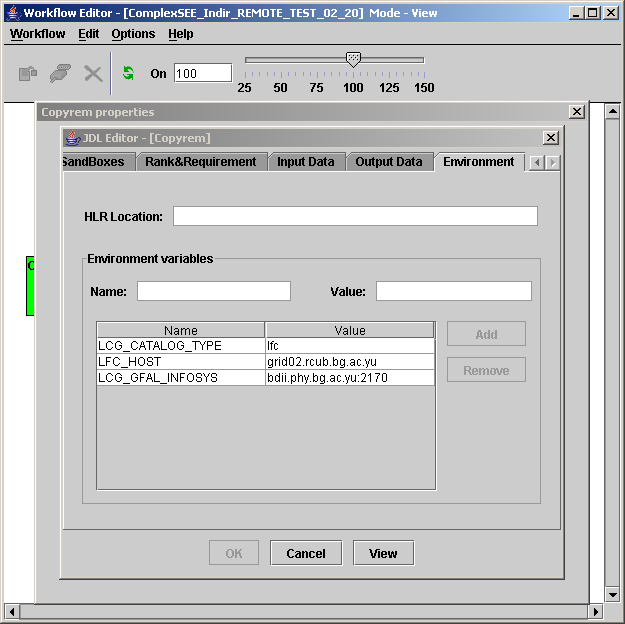 Workflow Editor - [ComplexSEE_Indir_REMOTE_TEST_02_20] Mode - View
Workflow Edit Options Help
On 100
25 50 75 100 125 150
Copyrem properties
JDL Editor - [Copyrem]
SandBoxes Rank&Requirement Input Data Output Data Environment
HLR Location:
C
Environment variables
Name: Value:
Name Value Add
LCG_CATALOG_TYPE lfc
LFC_HOST grid02.rcub.bg.ac.yu
LCG_GFAL_INFOSYS bdii.phy.bg.ac.yu:2170 Remove
OK Cancel View